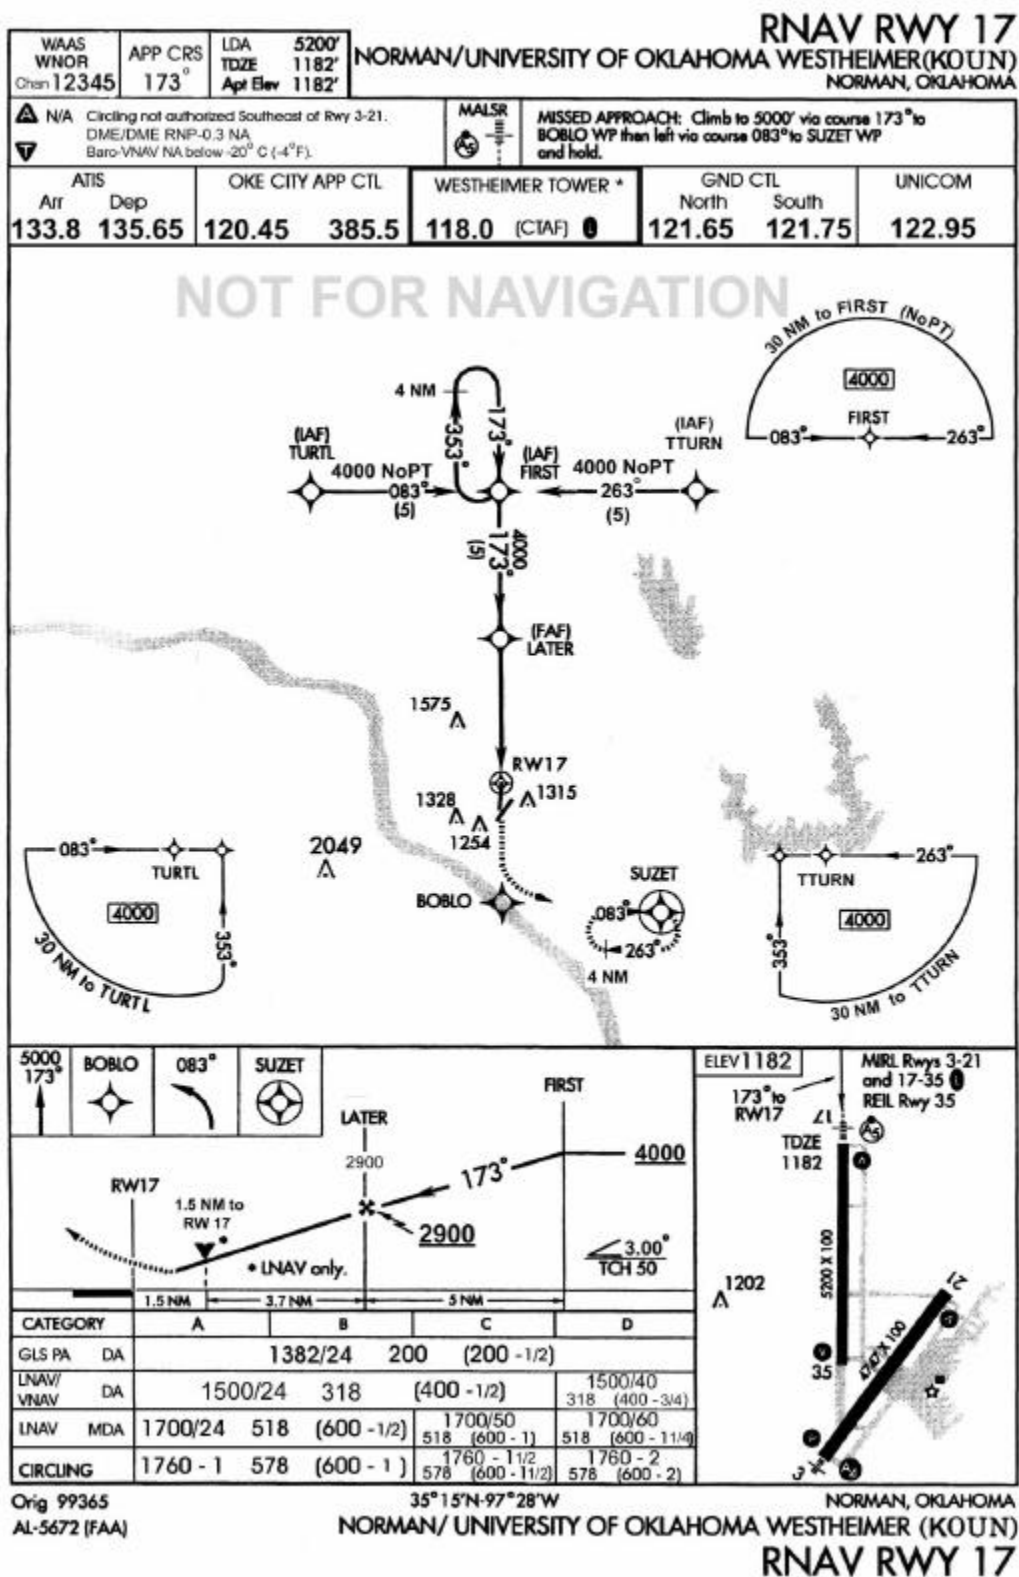 RNAV RWY 17
NORMAN/UNIVERSITY OF OKLAHOMA WESTHEIMER(KOUN)
NORMAN, OKLAHOMA
WAAS
WNOR
Chan 12345
APP CRS
173°
LDA 5200'
TDZE 1182'
Apt Elev 1182'
A N/A Circling not authorized Southeast of Rwy 3-21.
DME/DME RNP-0.3 NA
T Baro-VNAV NA below -20° C (-4°F).
MALSR
A5
MISSED APPROACH: Climb to 5000' via course 173° to
BOBLO WP then left via course 083° to SUZET WP
and hold.
ATIS
Arr Dep
133.8 135.65
OKE CITY APP CTL
120.45 385.5
WESTHEIMER TOWER *
118.0 (CTAF) L
GND CTL
North South
121.65 121.75
UNICOM
122.95
NOT FOR NAVIGATION
30 NM to FIRST (NoPT)
4000
FIRST
083° 263°
4 NM
353°
173°
(IAF)
TURTL
4000 NoPT
083°
(5)
(IAF)
FIRST
4000 NoPT
263°
(5)
(IAF)
TTURN
4000
173°
(5)
(FAF)
LATER
1575
RW17
1315
1328
1254
2049
BOBLO
SUZET
083°
263°
4 NM
083°
TURTL
4000
353°
30 NM to TURTL
263°
TTURN
4000
353°
30 NM to TTURN
5000
173°
BOBLO
083°
SUZET
LATER
2900
FIRST
4000
173°
2900
RW17
1.5 NM to
RW 17
* LNAV only.
3.00°
TCH 50
1.5 NM 3.7 NM 5 NM
CATEGORY A B C D
GLS PA DA 1382/24 200 (200 -1/2)
LNAV/
VNAV DA 1500/24 318 (400 -1/2) 1500/40
318 (400 -3/4)
LNAV MDA 1700/24 518 (600 -1/2) 1700/50
518 (600 - 1)
1700/60
518 (600 - 11/4)
CIRCLING 1760 - 1 578 (600 - 1 ) 1760 - 11/2
578 (600 - 11/2)
1760 - 2
578 (600 - 2)
ELEV 1182
MIRL Rwys 3-21
and 17-35 L
REIL Rwy 35
173° to
RW17
17
A5
TDZE
1182
5200 X 100
1202
35
21
4747 X 100
3
Orig 99365
AL-5672 (FAA)
35°15'N-97°28'W
NORMAN, OKLAHOMA
NORMAN/ UNIVERSITY OF OKLAHOMA WESTHEIMER (KOUN)
RNAV RWY 17